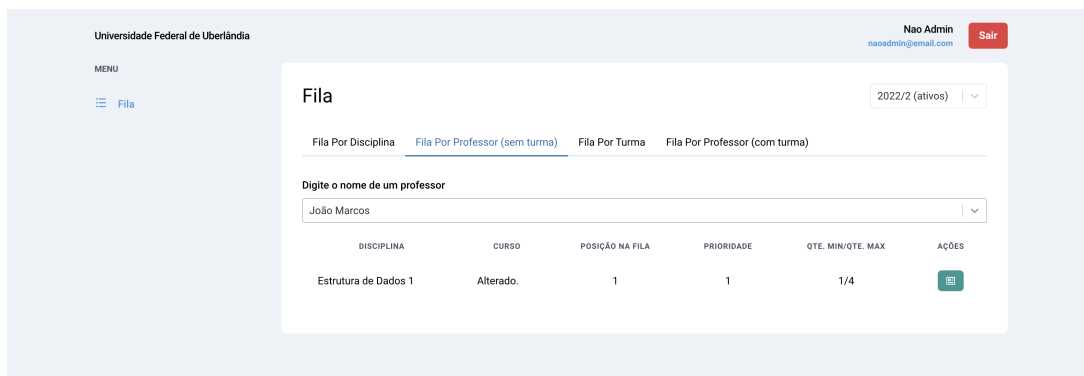 Universidade Federal de Uberlândia
Nao Admin
naoadmin@email.com
Sair
MENU
Fila
Fila
2022/2 (ativos)
Fila Por Disciplina Fila Por Professor (sem turma) Fila Por Turma Fila Por Professor (com turma)
Digite o nome de um professor
João Marcos
DISCIPLINA CURSO POSIÇÃO NA FILA PRIORIDADE QTE. MIN/QTE. MAX AÇÕES
Estrutura de Dados 1 Alterado. 1 1 1/4